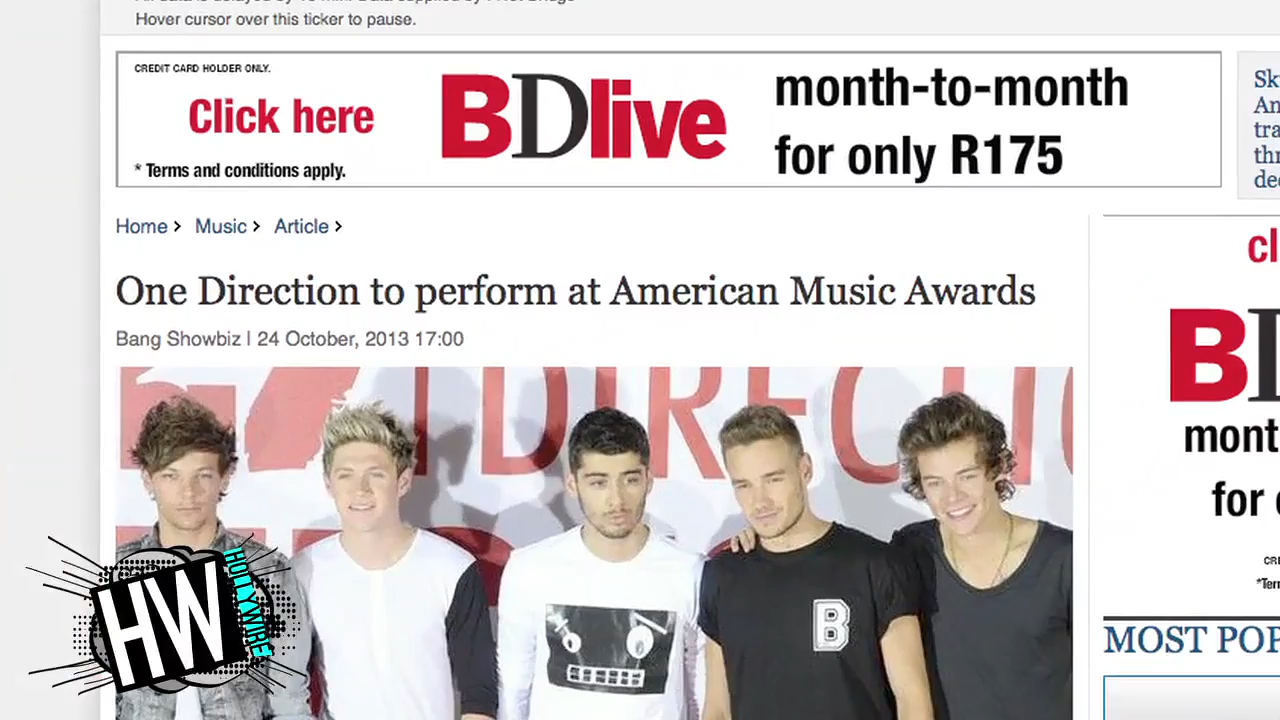 Hover cursor over this ticker to pause.
CREDIT CARD HOLDER ONLY.
Click here
* Terms and conditions apply.
BDlive
month-to-month
for only R175
Home
Music
Article
One Direction to perform at American Music Awards
Bang Showbiz | 24 October, 2013 17:00
DIRECTIO
B
HW
HOLLYWIRE
MOST POP